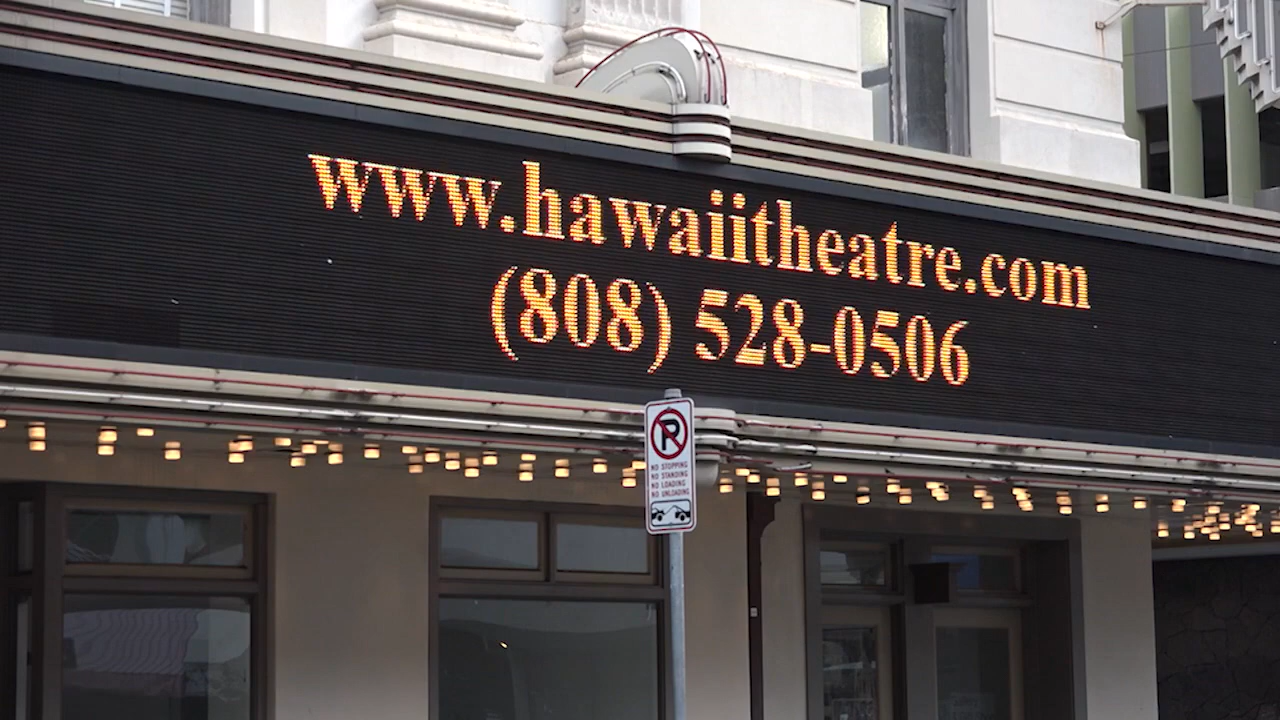 www.hawaiitheatre.com
(808) 528-0506
P
NO STOPPING
NO STANDING
NO LOADING
NO UNLOADING